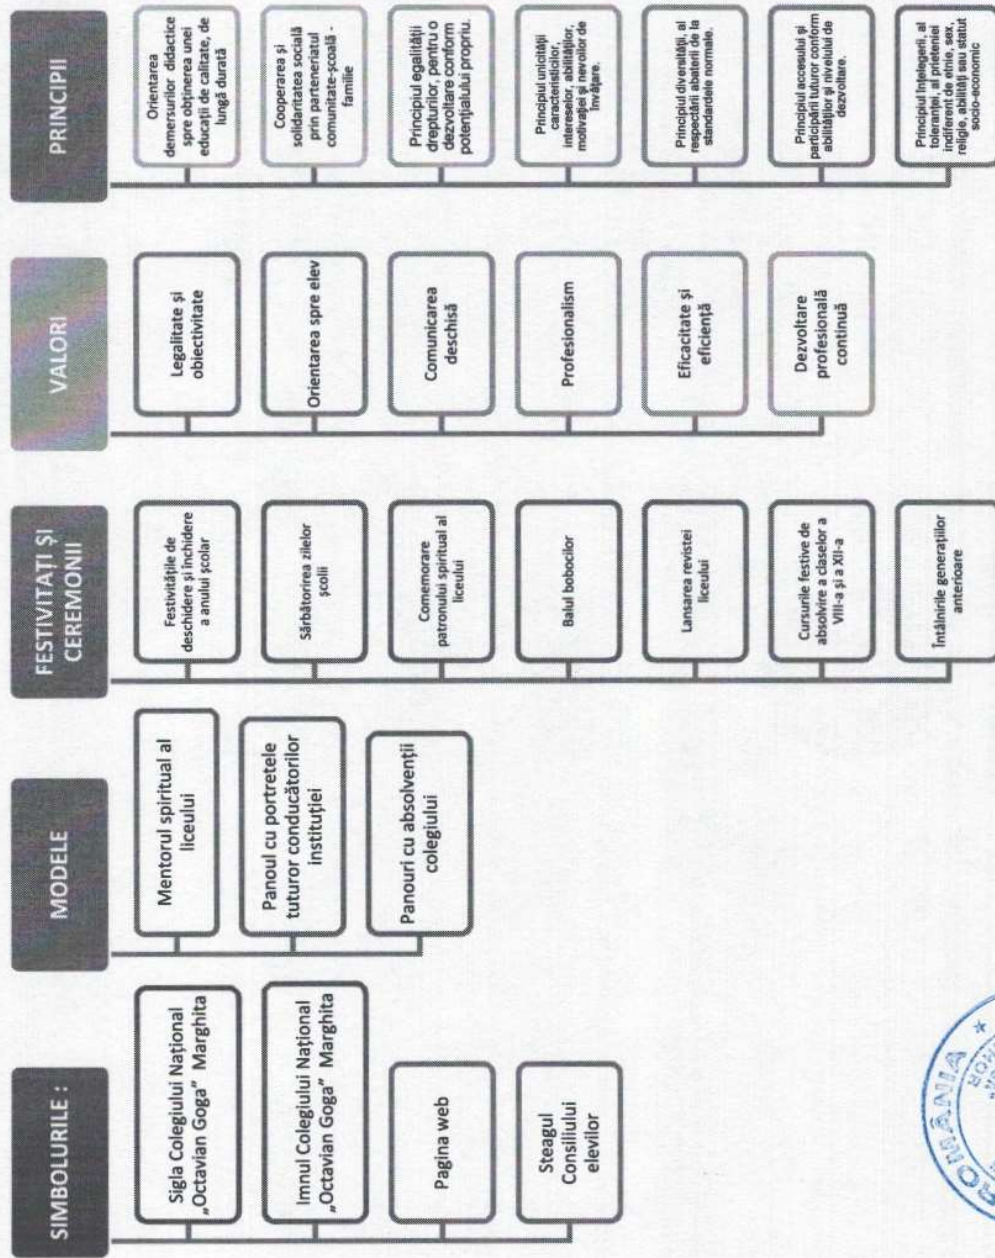 SIMBOLURILE :
Sigla Colegiului Național
„Octavian Goga” Marghita
Imnul Colegiului Național
„Octavian Goga” Marghita
Pagina web
Steagul
Consiliului
elevilor
MODELE
Mentorul spiritual al
liceului
Panoul cu portretele
tuturor conducătorilor
instituției
Panouri cu absolvenții
colegiului
FESTIVITAȚI ȘI
CEREMONII
Festivitățile de
deschidere și închidere
a anului școlar
Sărbătorirea zilelor
școlii
Comemorare
patronului spiritual al
liceului
Balul bobocilor
Lansarea revistei
liceului
Cursurile festive de
absolvire a claselor a
VIII-a și a XII-a
Întâlnirile generațiilor
anterioare
VALORI
Legalitate și
obiectivitate
Orientarea spre elev
Comunicarea
deschisă
Profesionalism
Eficacitate și
eficiență
Dezvoltare
profesională
continuă
PRINCIPII
Orientarea
demersurilor didactice
spre obținerea unei
educații de calitate, de
lungă durată
Cooperarea și
solidaritatea socială
prin parteneriatul
comunitate-școală -
familie
Principiul egalității
drepturilor, pentru o
dezvoltare conform
potențialului propriu.
Principiul unicității
caracteristicilor,
intereselor, abilităților,
motivației și nevoilor de
învățare.
Principiul diversității, al
respectării abaterii de la
standardele normale.
Principiul accesului și
participării tuturor conform
abilităților și nivelului de
dezvoltare.
Principiul înțelegerii, al
toleranței, al prieteniei
indiferent de etnie, sex,
religie, abilități sau statut
socio-economic
ROMANIA